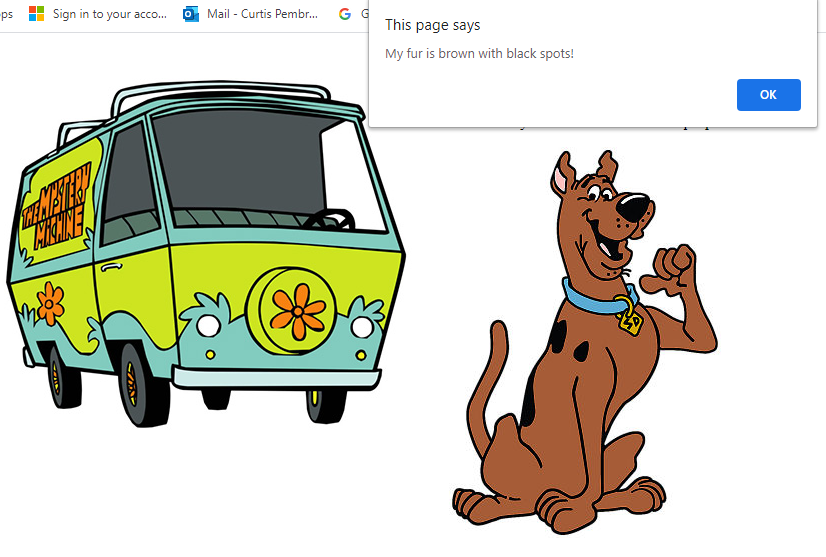 ps
Sign in to your acco...
Mail - Curtis Pembr...
G
This page says
My fur is brown with black spots!
OK
THE MYSTERY
MACHINE
SD